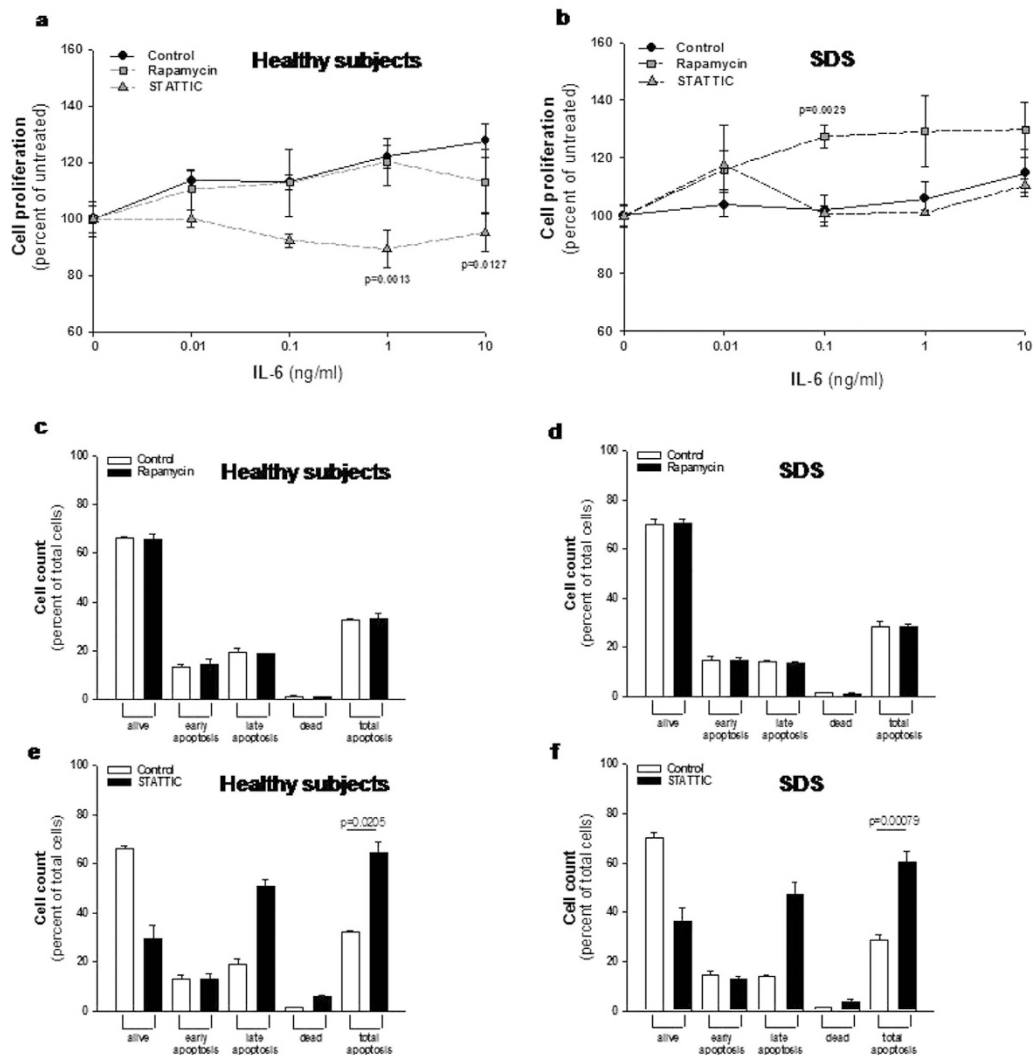 a
Control
Rapamycin
STATTIC
Healthy subjects
160
140
120
100
80
60
Cell proliferation
(percent of untreated)
p=0.0013
p=0.0127
0
0.01
0.1
1
10
IL-6 (ng/ml)
b
Control
Rapamycin
STATTIC
SDS
160
140
120
100
80
60
Cell proliferation
(percent of untreated)
p=0.0029
0
0.01
0.1
1
10
IL-6 (ng/ml)
c
Control
Rapamycin
Healthy subjects
100
80
60
40
20
0
Cell count
(percent of total cells)
alive
early
apoptosis
late
apoptosis
dead
total
apoptosis
d
Control
Rapamycin
SDS
100
80
60
40
20
0
Cell count
(percent of total cells)
alive
early
apoptosis
late
apoptosis
dead
total
apoptosis
e
Control
STATTIC
Healthy subjects
100
80
60
40
20
0
Cell count
(percent of total cells)
p=0.0205
alive
early
apoptosis
late
apoptosis
dead
total
apoptosis
f
Control
STATTIC
SDS
100
80
60
40
20
0
Cell count
(percent of total cells)
p=0.00079
alive
early
apoptosis
late
apoptosis
dead
total
apoptosis